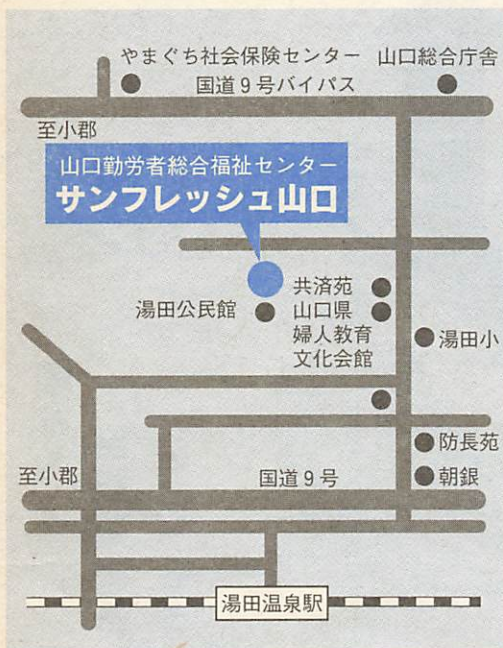 やまぐち社会保険センター
山口総合庁舎
国道9号バイパス
至小郡
山口勤労者総合福祉センター
サンフレッシュ山口
共済苑
湯田公民館
山口県
婦人教育
文化会館
湯田小
防長苑
至小郡
国道9号
朝銀
湯田温泉駅